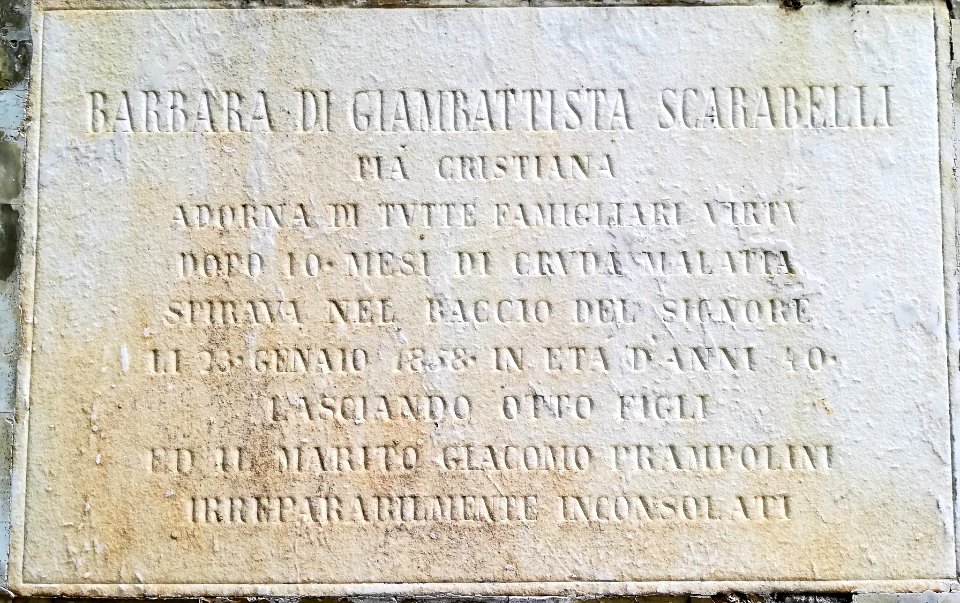 BARBARA DI GIAMBATTISTA SCARABELLI
PIA CRISTIANA
ADORNA DI TVTTE FAMIGLIARI VIRTV
DOPO 10 MESI DI CRVDA MALATTIA
SPIRAVA NEL BACCIO DEL SIGNORE
LI 23 GENAIO 1858 IN ETA D'ANNI 40
LASCIANDO OTTO FIGLI
ED IL MARITO GIACOMO PRAMPOLINI
IRREPARABILMENTE INCONSOLATI